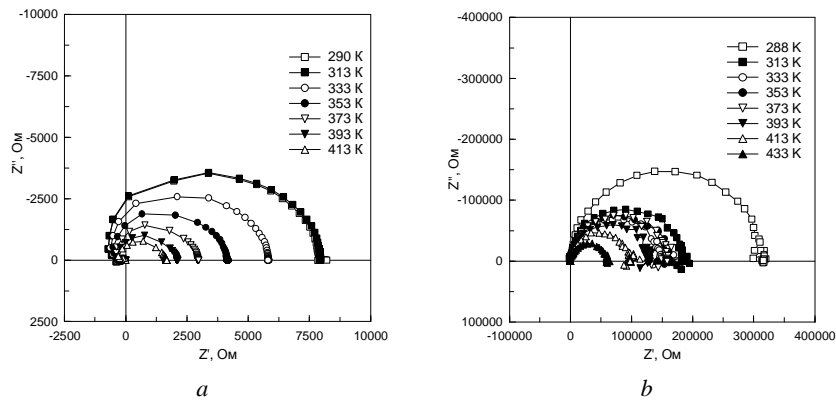 -10000
-7500
-5000
-2500
0
2500
Z'', Ом
-2500
0
2500
5000
7500
10000
Z', Ом
290 К
313 К
333 К
353 К
373 К
393 К
413 К
a
-400000
-300000
-200000
-100000
0
100000
Z'', Ом
-100000
0
100000
200000
300000
400000
Z', Ом
288 K
313 K
333 K
353 K
373 K
393 K
413 K
433 K
b